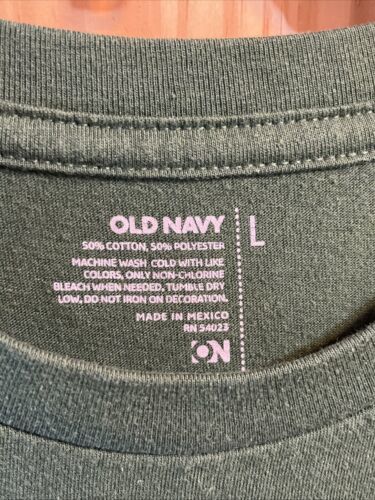 OLD NAVY
50% COTTON, 50% POLYESTER
MACHINE WASH COLD WITH LIKE
COLORS, ONLY NON-CHLORINE
BLEACH WHEN NEEDED, TUMBLE DRY
LOW, DO NOT IRON ON DECORATION.
MADE IN MEXICO
RN 54023
ON
L